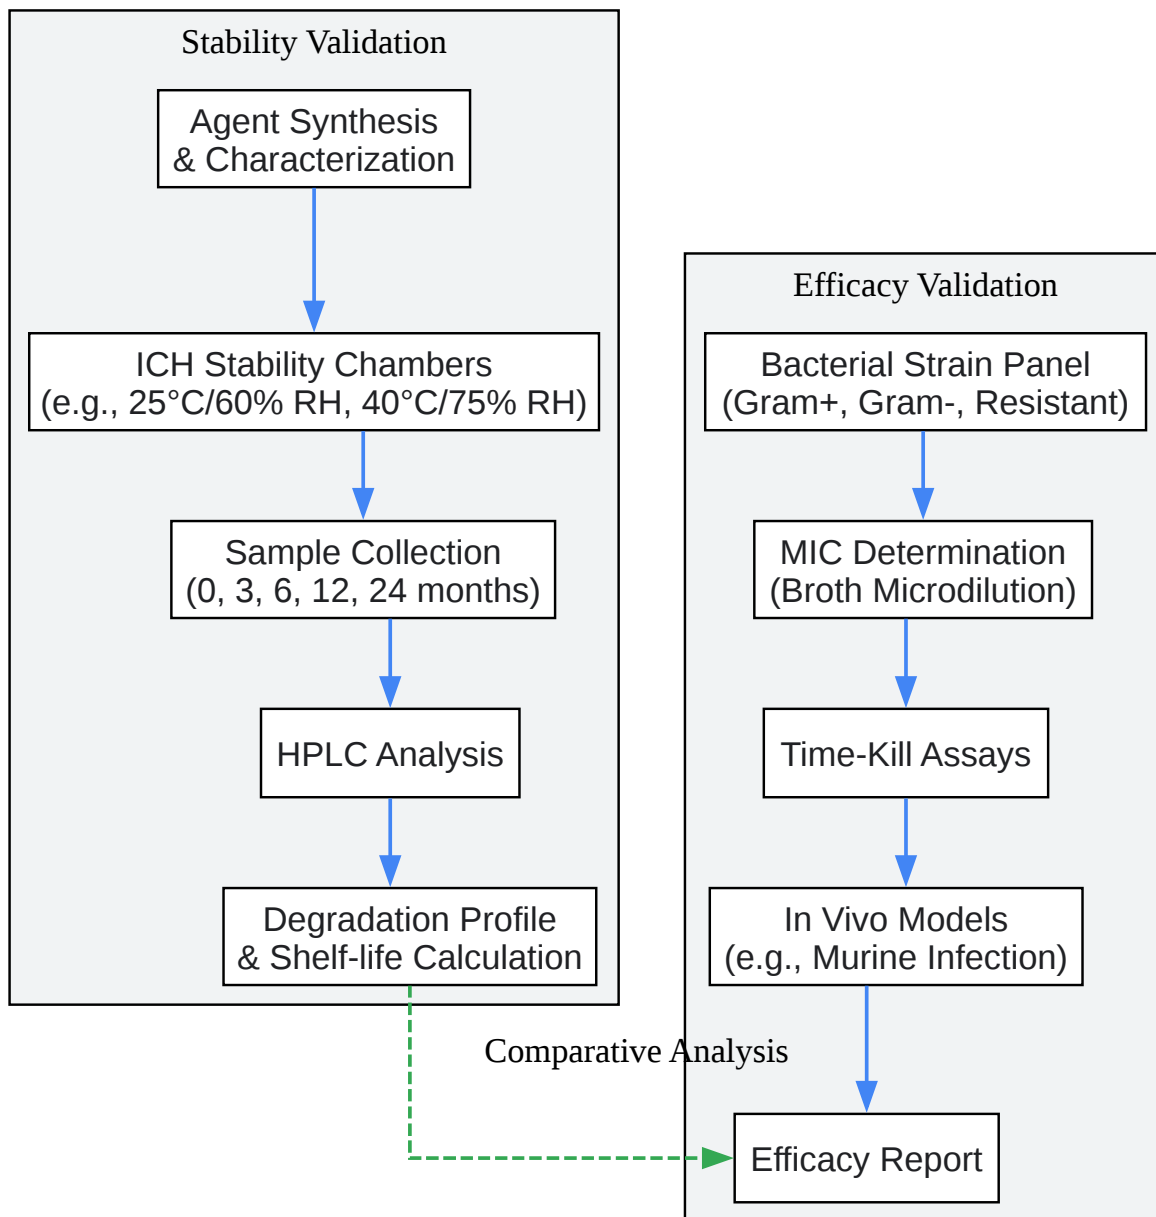 Stability Validation
Agent Synthesis
& Characterization
ICH Stability Chambers
(e.g., 25°C/60% RH, 40°C/75% RH)
Sample Collection
(0, 3, 6, 12, 24 months)
HPLC Analysis
Degradation Profile
& Shelf-life Calculation
Comparative Analysis
Efficacy Validation
Bacterial Strain Panel
(Gram+, Gram-, Resistant)
MIC Determination
(Broth Microdilution)
Time-Kill Assays
In Vivo Models
(e.g., Murine Infection)
Efficacy Report